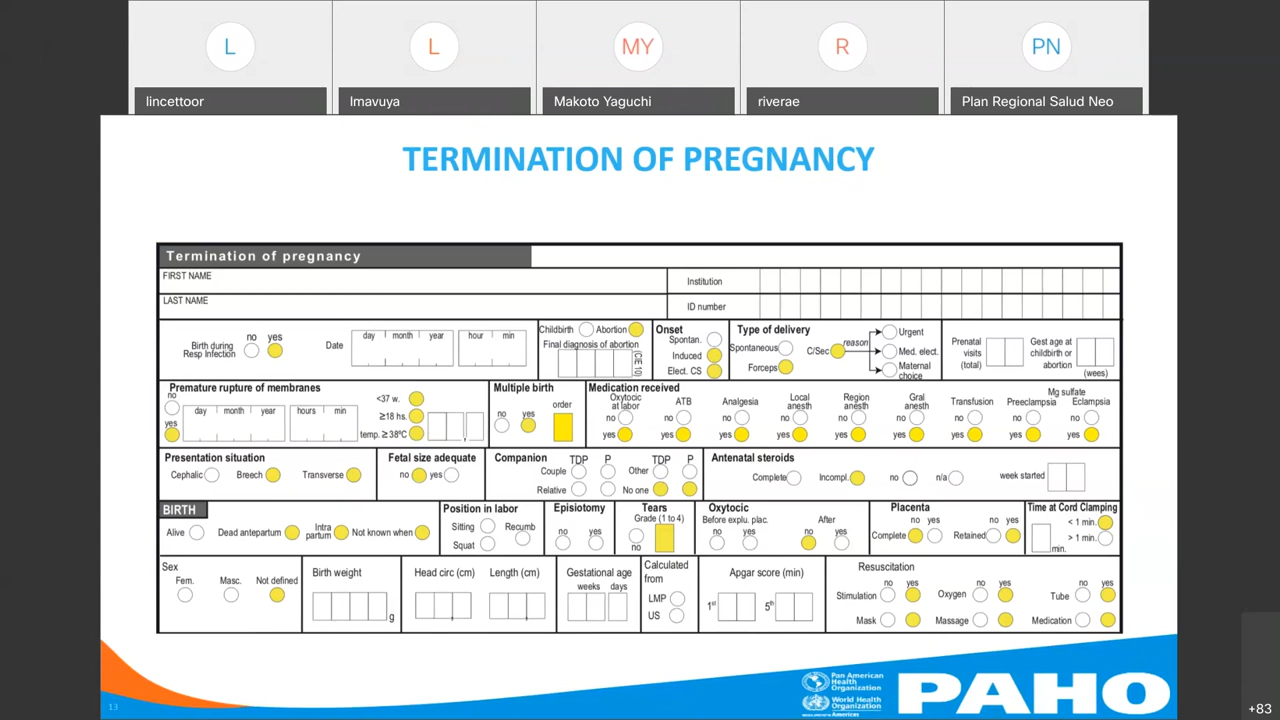 L
L
MY
R
PN
lincettoor
lmavuya
Makoto Yaguchi
riverae
Plan Regional Salud Neo
TERMINATION OF PREGNANCY
Termination of pregnancy
FIRST NAME
Institution
LAST NAME
ID number
Birth during Resp Infection
no yes
Date
day month year
hour min
Childbirth Abortion
Final diagnosis of abortion
Onset
Spontan.
Induced
Elect. CS
Type of delivery
Spontaneous
Forceps
C/Sec
reason
Urgent
Med. elect.
Maternal choice
Prenatal visits (total)
Gest age at childbirth or abortion
(wees)
Premature rupture of membranes
no
yes
day month year
hours min
<37 w.
≥18 hs.
temp. ≥ 38ºC
Multiple birth
no yes
order
Medication received
Oxytocic at labor
no
yes
ATB
no
yes
Analgesia
no
yes
Local anesth
no
yes
Region anesth
no
yes
Gral anesth
no
yes
Transfusion
no
yes
Mg sulfate
Preeclampsia
no
yes
Eclampsia
no
yes
Presentation situation
Cephalic Breech Transverse
Fetal size adequate
no yes
Companion
TDP P TDP P
Couple Other
Relative No one
Antenatal steroids
Complete Incompl. no n/a
week started
BIRTH
Alive Dead antepartum Intra partum Not known when
Position in labor
Sitting Recumb
Squat
Episiotomy
no yes
Tears
Grade (1 to 4)
no
Oxytocic
Before explu. plac. After
no yes no yes
Placenta
no yes no yes
Complete Retained
Time at Cord Clamping
< 1 min.
> 1 min.
min.
Sex
Fem. Masc. Not defined
Birth weight
g
Head circ (cm) Length (cm)
Gestational age
weeks days
Calculated from
LMP
US
Apgar score (min)
1st 5th
Resuscitation
no yes no yes no yes
Stimulation Oxygen Tube
Mask Massage Medication
13
Pan American Health Organization
World Health Organization
Americas
PAHO
+83